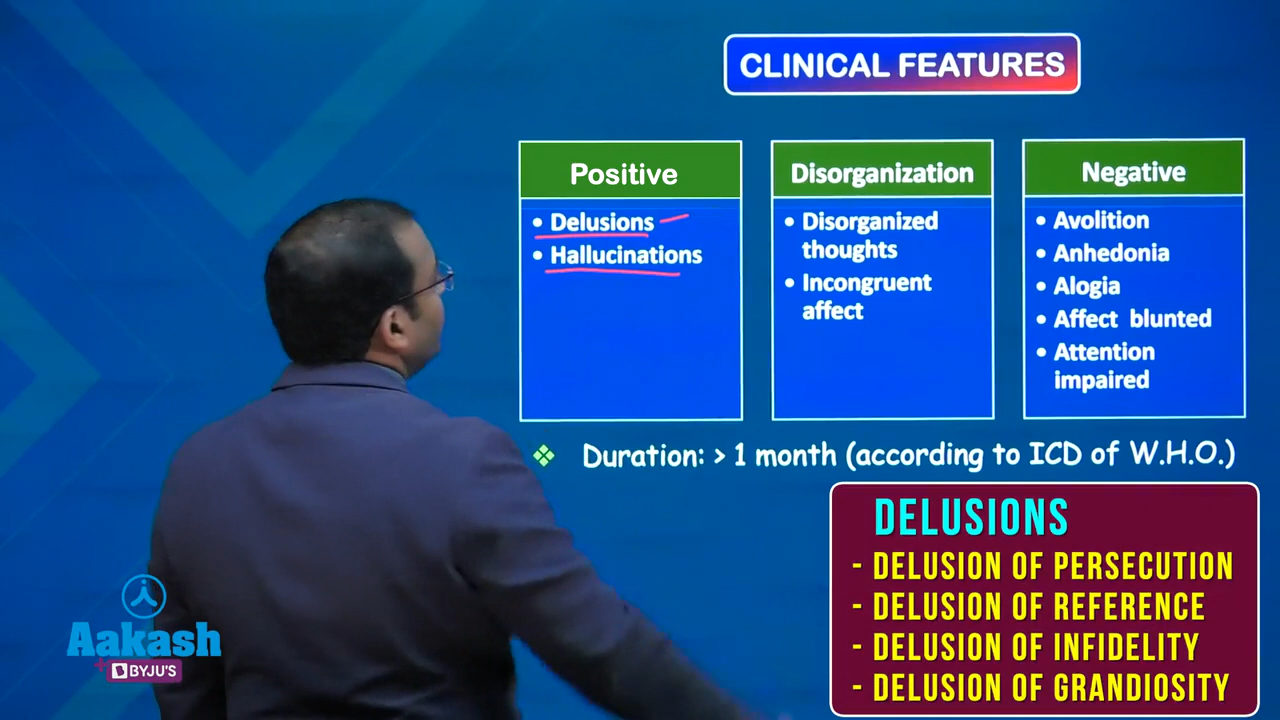 CLINICAL FEATURES
Positive
• Delusions
• Hallucinations
Disorganization
• Disorganized
thoughts
• Incongruent
affect
Negative
• Avolition
• Anhedonia
• Alogia
• Affect blunted
• Attention
impaired
Duration: > 1 month (according to ICD of W.H.O.)
DELUSIONS
- DELUSION OF PERSECUTION
- DELUSION OF REFERENCE
- DELUSION OF INFIDELITY
- DELUSION OF GRANDIOSITY
Aakash
+ BYJU'S